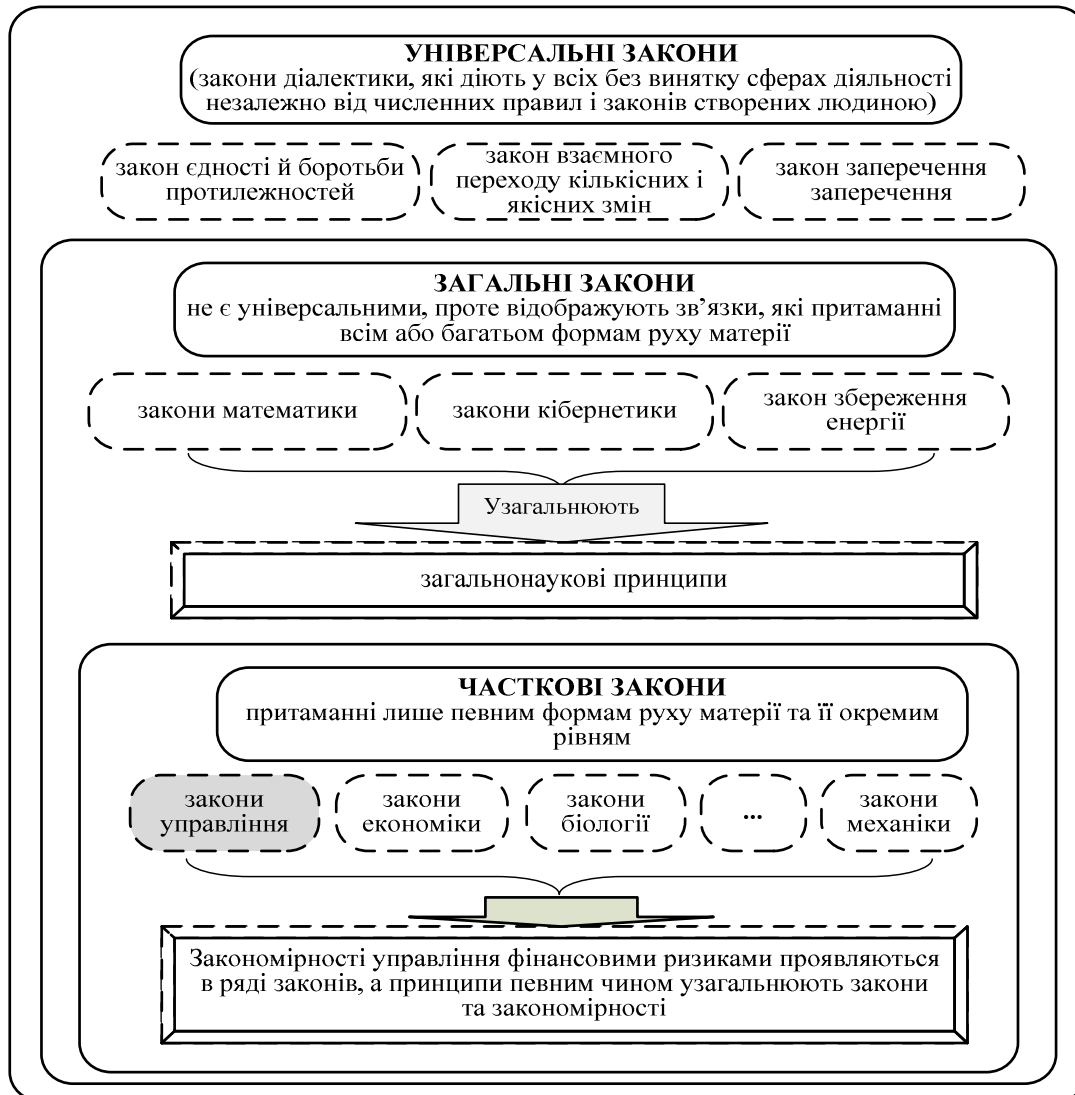 УНІВЕРСАЛЬНІ ЗАКОНИ
(закони діалектики, які діють у всіх без винятку сферах діяльності
незалежно від численних правил і законів створених людиною)
закон єдності й боротьби
протилежностей
закон взаємного
переходу кількісних і
якісних змін
закон заперечення
заперечення
ЗАГАЛЬНІ ЗАКОНИ
не є універсальними, проте відображують зв’язки, які притаманні
всім або багатьом формам руху матерії
закони математики
закони кібернетики
закон збереження
енергії
Узагальнюють
загальнонаукові принципи
ЧАСТКОВІ ЗАКОНИ
притаманні лише певним формам руху матерії та її окремим
рівням
закони
управління
закони
економіки
закони
біології
...
закони
механіки
Закономірності управління фінансовими ризиками проявляються
в ряді законів, а принципи певним чином узагальнюють закони
та закономірності